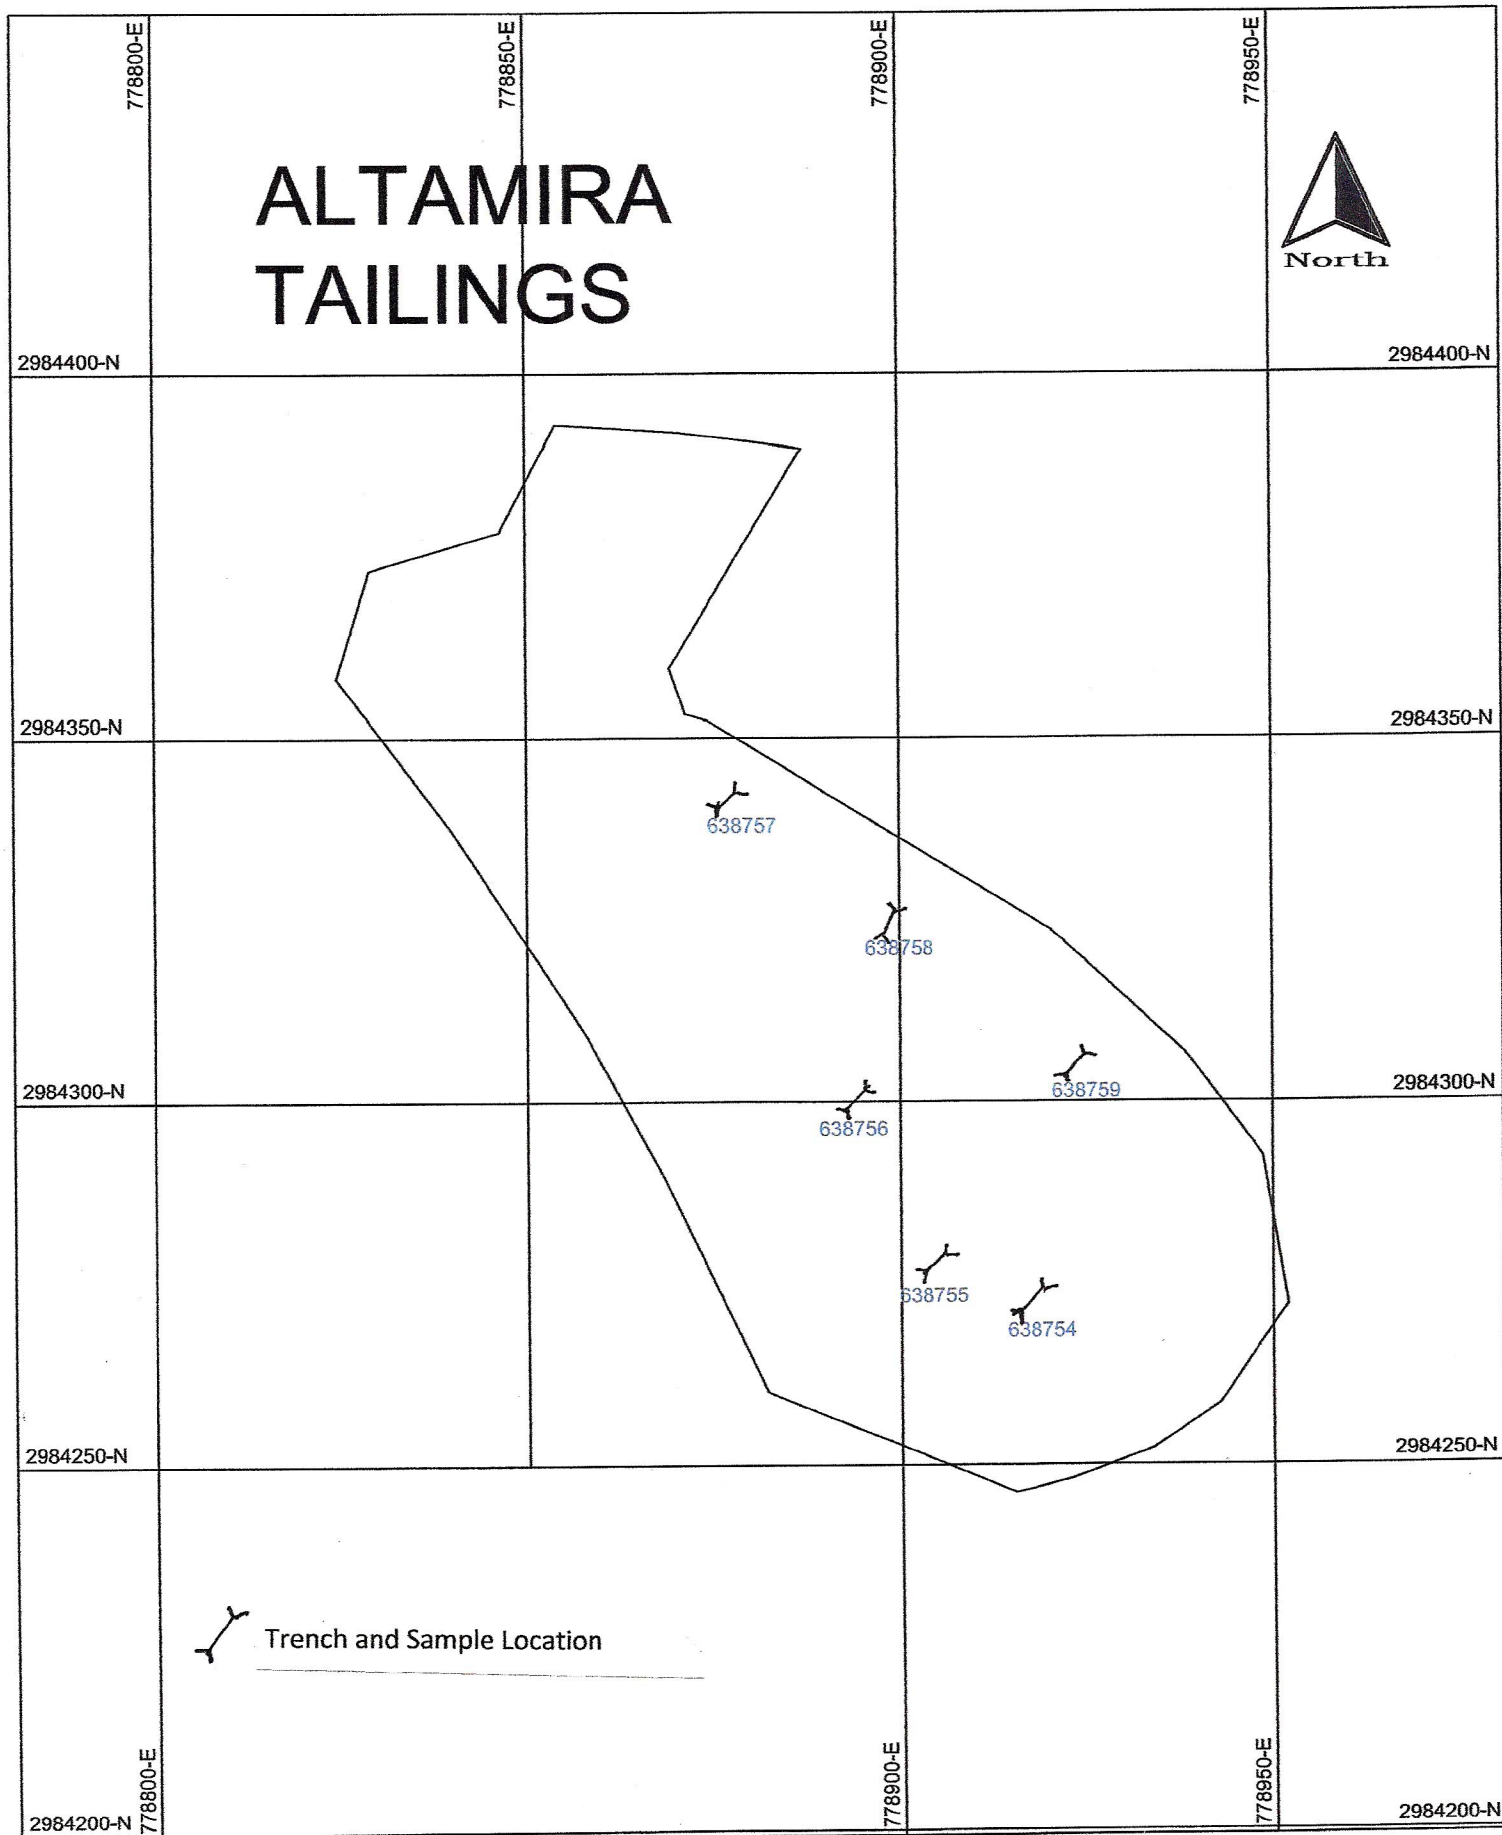 778800-E
778850-E
778900-E
778950-E
ALTAMIRA
TAILINGS
North
2984400-N
2984400-N
2984350-N
2984350-N
638757
638758
638759
2984300-N
2984300-N
638756
638755
638754
2984250-N
2984250-N
Trench and Sample Location
778800-E
778900-E
778950-E
2984200-N
2984200-N